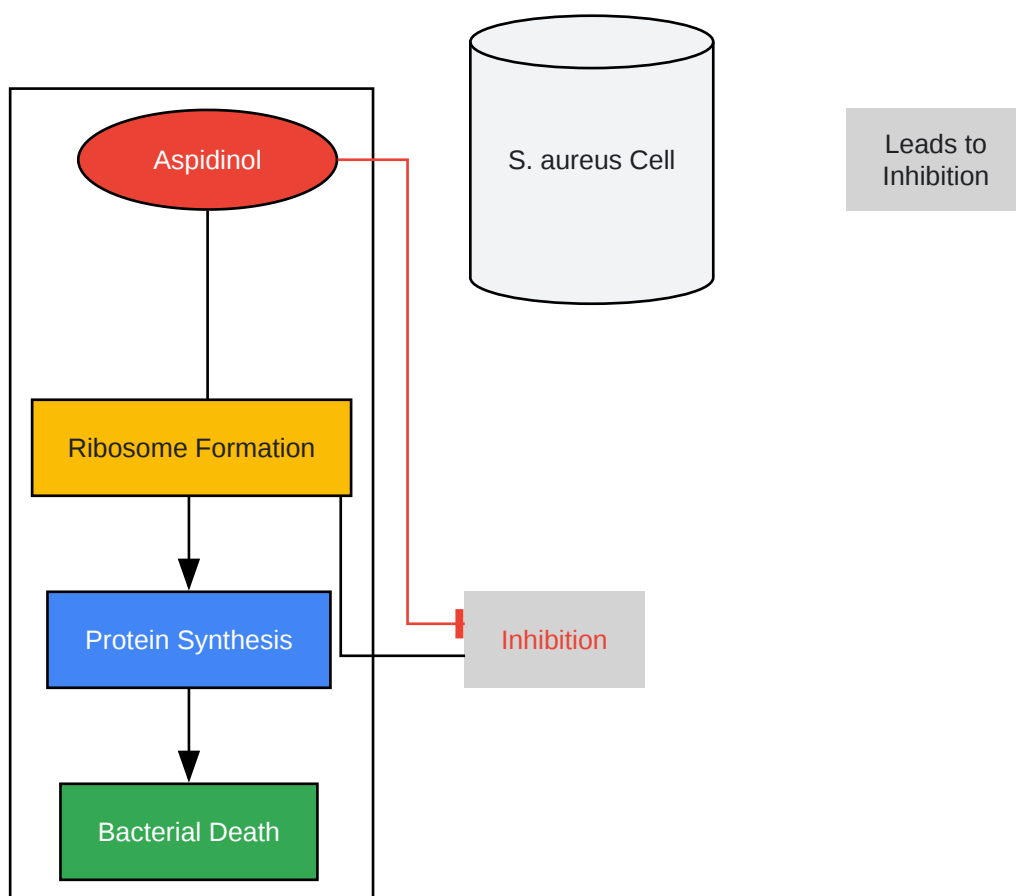 Aspidinol
S. aureus Cell
Leads to
Inhibition
Ribosome Formation
Protein Synthesis
Inhibition
Bacterial Death